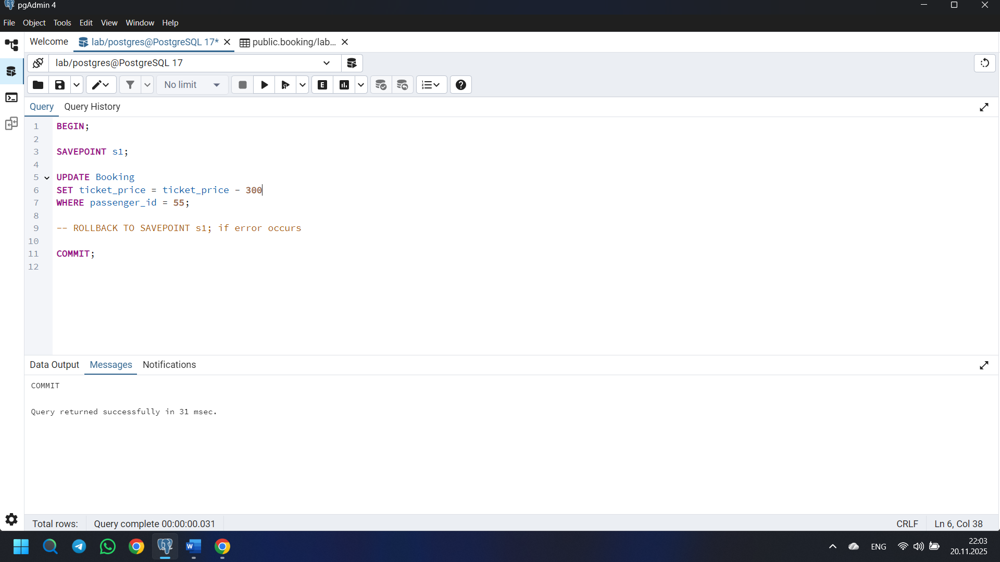 pgAdmin 4
File Object Tools Edit View Window Help
Welcome lab/postgres@PostgreSQL 17* public.booking/lab...
lab/postgres@PostgreSQL 17
No limit E
Query Query History
1 BEGIN;
2
3 SAVEPOINT s1;
4
5 UPDATE Booking
6 SET ticket_price = ticket_price - 300
7 WHERE passenger_id = 55;
8
9 -- ROLLBACK TO SAVEPOINT s1; if error occurs
10
11 COMMIT;
12
Data Output Messages Notifications
COMMIT
Query returned successfully in 31 msec.
Total rows: Query complete 00:00:00.031 CRLF Ln 6, Col 38
W ENG 22:03
20.11.2025